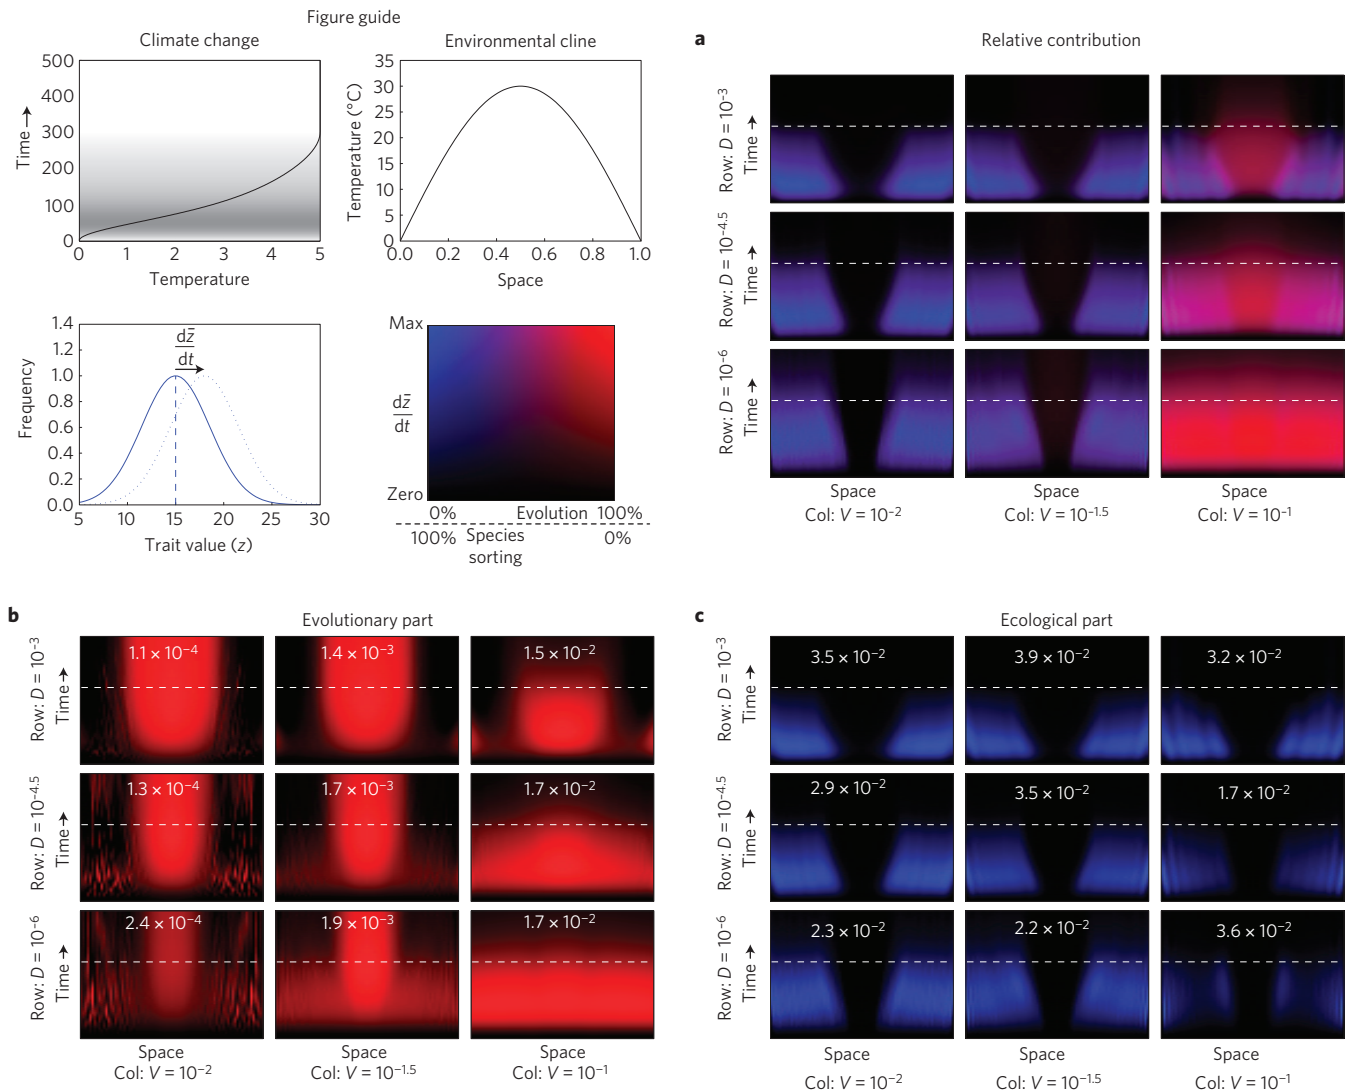 Figure guide
Climate change
500
400
300
200
100
0
Time →
0 1 2 3 4 5
Temperature
Environmental cline
35
30
25
20
15
10
5
0
Temperature (°C)
0.0 0.2 0.4 0.6 0.8 1.0
Space
1.4
1.2
1.0
0.8
0.6
0.4
0.2
0.0
Frequency
dz̄
dt
5 10 15 20 25 30
Trait value (z)
Max
dz̄
dt
Zero
0% Evolution 100%
100% Species 0%
sorting
a Relative contribution
Row: D = 10⁻³
Time →
Row: D = 10⁻⁴·⁵
Time →
Row: D = 10⁻⁶
Time →
Space Space Space
Col: V = 10⁻² Col: V = 10⁻¹·⁵ Col: V = 10⁻¹
b Evolutionary part
Row: D = 10⁻³
Time →
1.1 × 10⁻⁴ 1.4 × 10⁻³ 1.5 × 10⁻²
Row: D = 10⁻⁴·⁵
Time →
1.3 × 10⁻⁴ 1.7 × 10⁻³ 1.7 × 10⁻²
Row: D = 10⁻⁶
Time →
2.4 × 10⁻⁴ 1.9 × 10⁻³ 1.7 × 10⁻²
Space Space Space
Col: V = 10⁻² Col: V = 10⁻¹·⁵ Col: V = 10⁻¹
c Ecological part
Row: D = 10⁻³
Time →
3.5 × 10⁻² 3.9 × 10⁻² 3.2 × 10⁻²
Row: D = 10⁻⁴·⁵
Time →
2.9 × 10⁻² 3.5 × 10⁻² 1.7 × 10⁻²
Row: D = 10⁻⁶
Time →
2.3 × 10⁻² 2.2 × 10⁻² 3.6 × 10⁻²
Space Space Space
Col: V = 10⁻² Col: V = 10⁻¹·⁵ Col: V = 10⁻¹